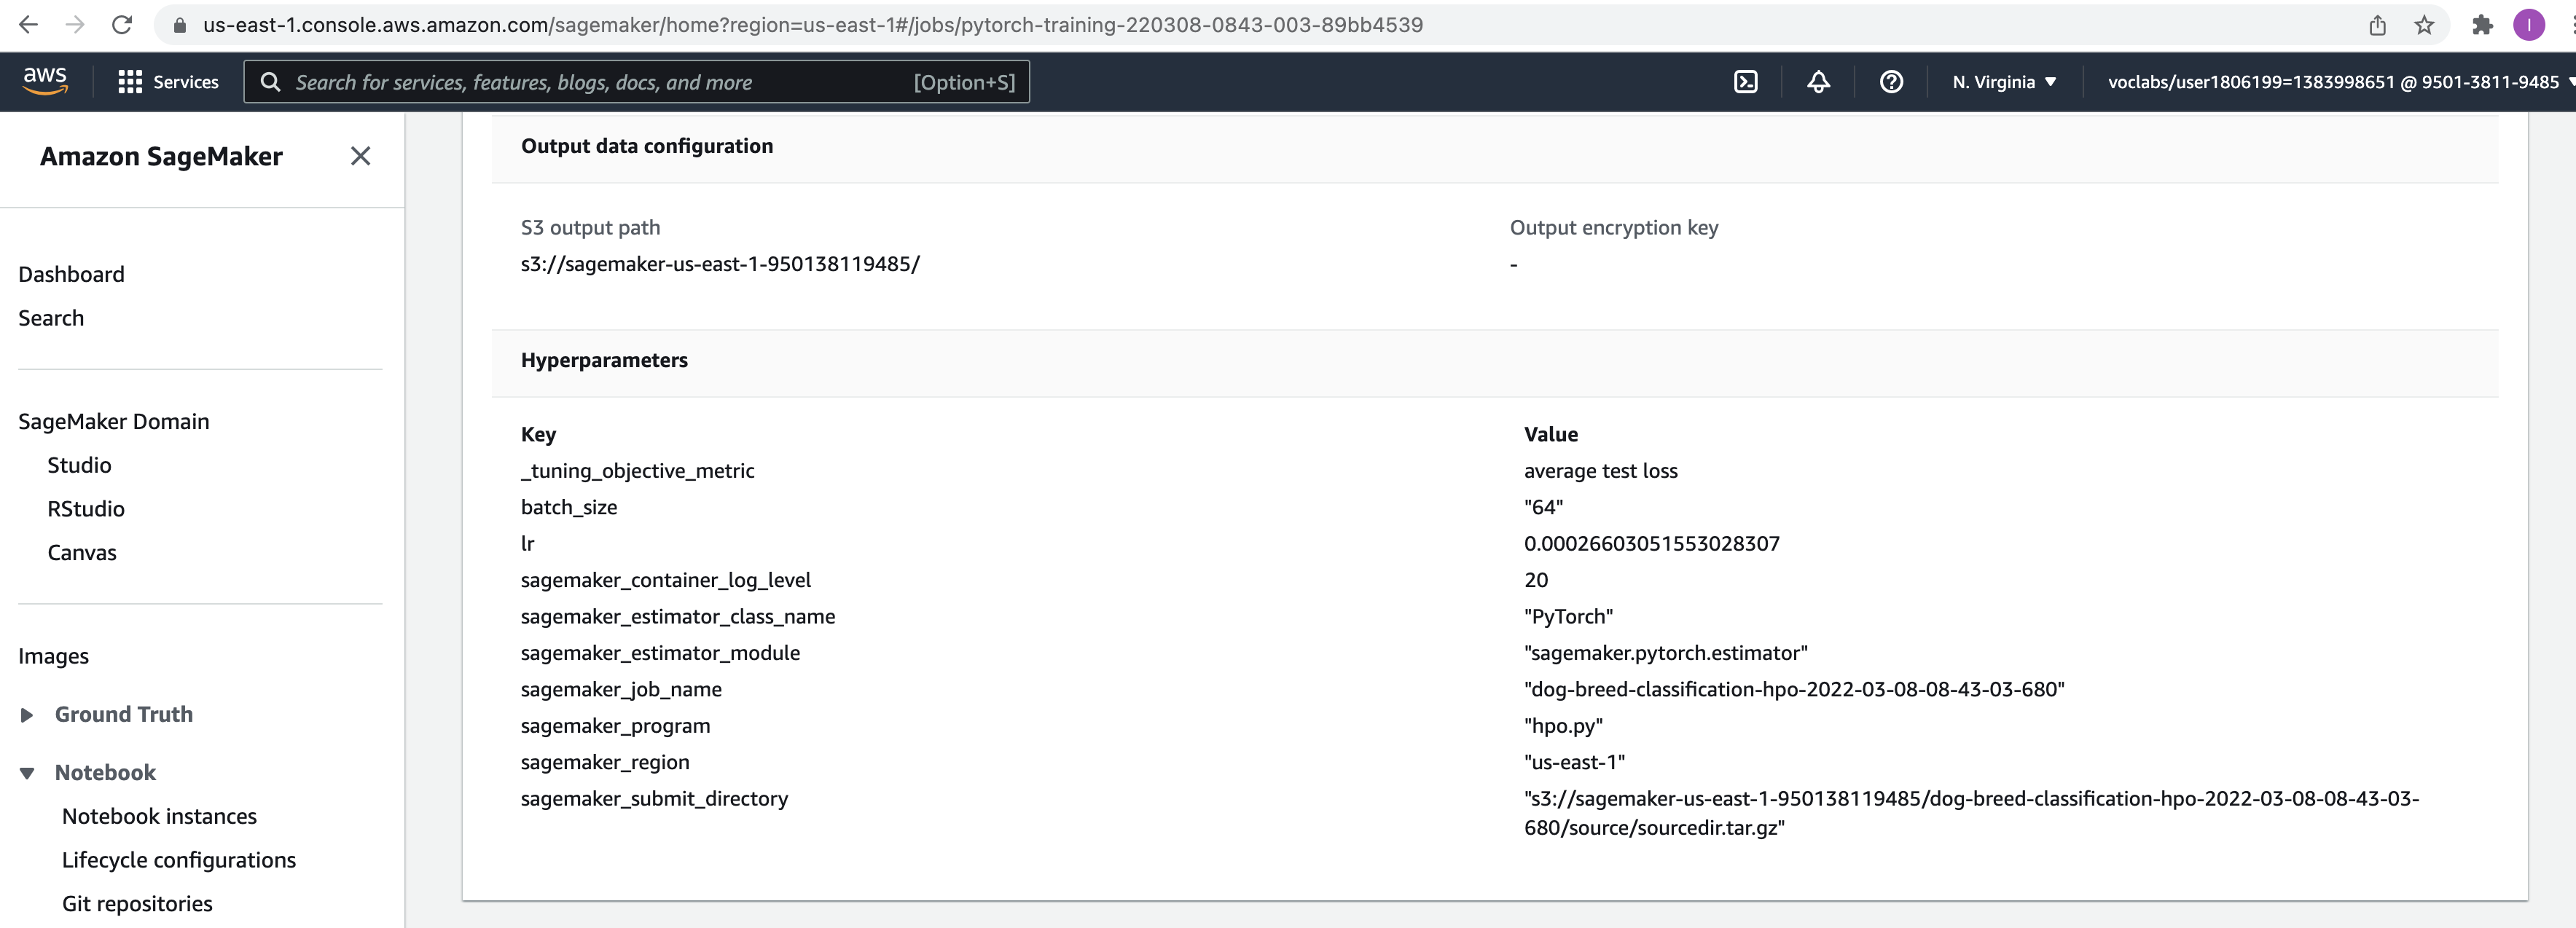 us-east-1.console.aws.amazon.com/sagemaker/home?region=us-east-1#/jobs/pytorch-training-220308-0843-003-89bb4539
I
aws
Services
Search for services, features, blogs, docs, and more
[Option+S]
N. Virginia
voclabs/user1806199=1383998651 @ 9501-3811-9485
Amazon SageMaker
Dashboard
Search
SageMaker Domain
Studio
RStudio
Canvas
Images
Ground Truth
Notebook
Notebook instances
Lifecycle configurations
Git repositories
Output data configuration
S3 output path
s3://sagemaker-us-east-1-950138119485/
Output encryption key
-
Hyperparameters
Key Value
_tuning_objective_metric average test loss
batch_size "64"
lr 0.00026603051553028307
sagemaker_container_log_level 20
sagemaker_estimator_class_name "PyTorch"
sagemaker_estimator_module "sagemaker.pytorch.estimator"
sagemaker_job_name "dog-breed-classification-hpo-2022-03-08-08-43-03-680"
sagemaker_program "hpo.py"
sagemaker_region "us-east-1"
sagemaker_submit_directory "s3://sagemaker-us-east-1-950138119485/dog-breed-classification-hpo-2022-03-08-08-43-03-
680/source/sourcedir.tar.gz"